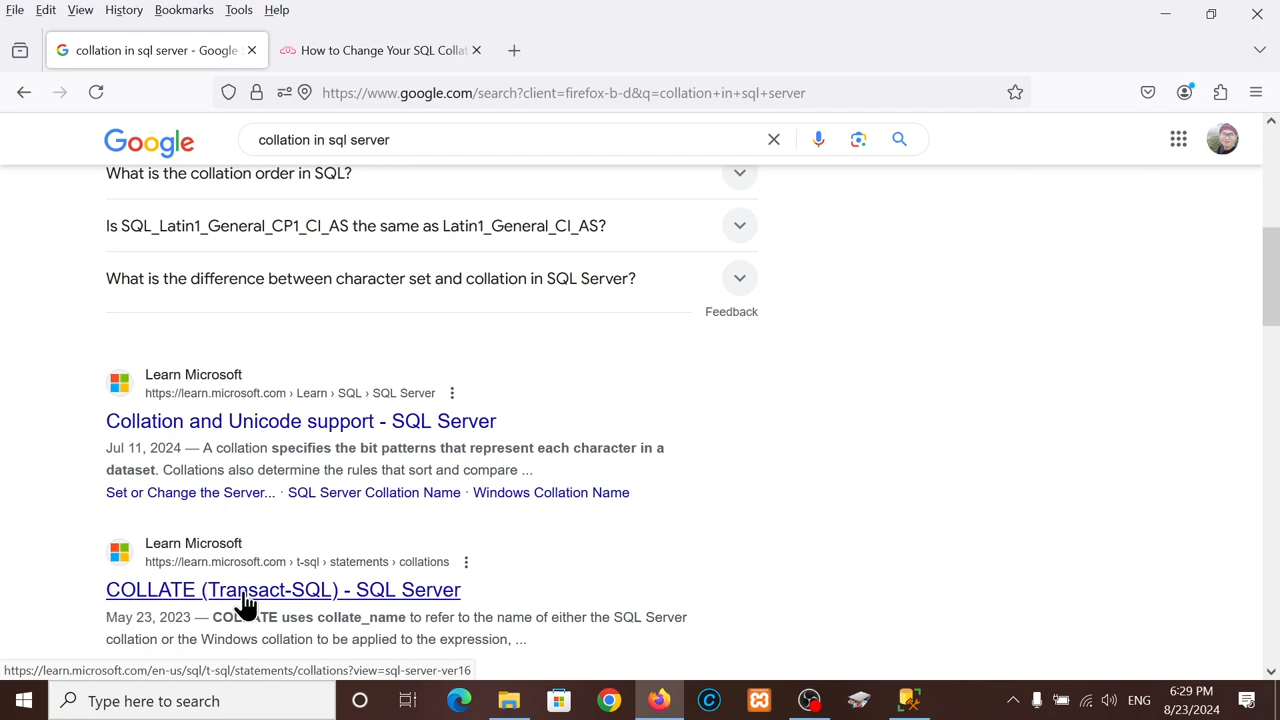 File Edit View History Bookmarks Tools Help
collation in sql server - Google
How to Change Your SQL Collat
https://www.google.com/search?client=firefox-b-d&q=collation+in+sql+server
Google
collation in sql server
What is the collation order in SQL?
Is SQL_Latin1_General_CP1_CI_AS the same as Latin1_General_CI_AS?
What is the difference between character set and collation in SQL Server?
Feedback
Learn Microsoft
https://learn.microsoft.com › Learn › SQL › SQL Server
Collation and Unicode support - SQL Server
Jul 11, 2024 — A collation specifies the bit patterns that represent each character in a
dataset. Collations also determine the rules that sort and compare ...
Set or Change the Server... · SQL Server Collation Name · Windows Collation Name
Learn Microsoft
https://learn.microsoft.com › t-sql › statements › collations
COLLATE (Transact-SQL) - SQL Server
May 23, 2023 — COLLATE uses collate_name to refer to the name of either the SQL Server
collation or the Windows collation to be applied to the expression, ...
https://learn.microsoft.com/en-us/sql/t-sql/statements/collations?view=sql-server-ver16
Type here to search
ENG
6:29 PM
8/23/2024